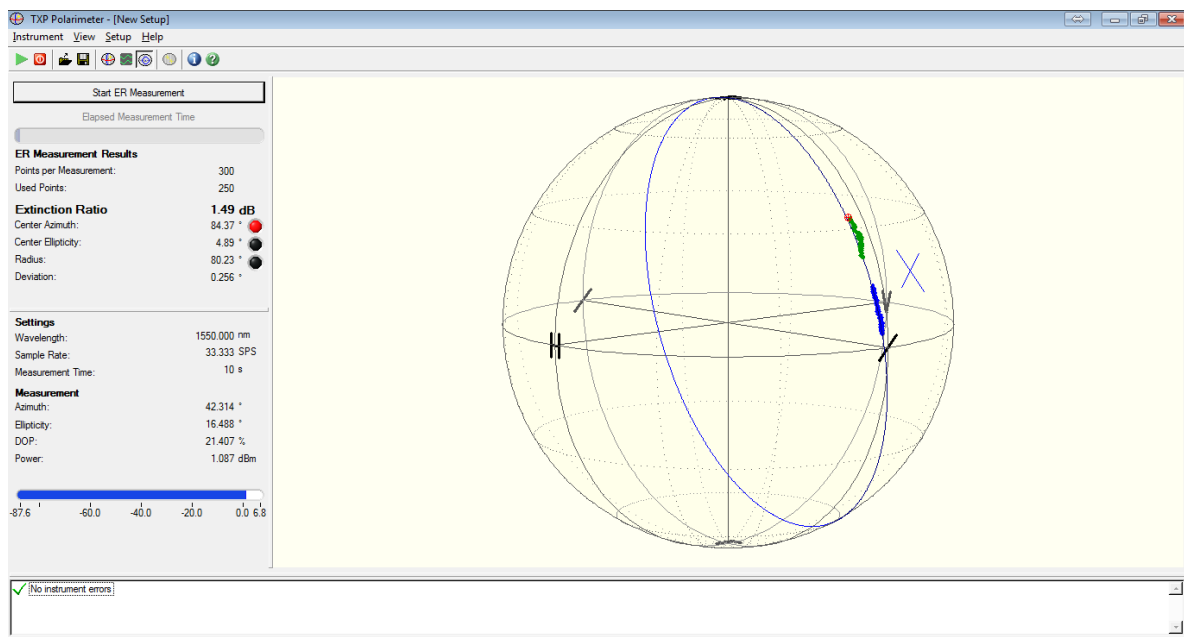 TXP Polarimeter - [New Setup]
Instrument View Setup Help
Start ER Measurement
Elapsed Measurement Time
ER Measurement Results
Points per Measurement: 300
Used Points: 250
Extinction Ratio 1.49 dB
Center Azimuth: 84.37 °
Center Ellipticity: 4.89 °
Radius: 80.23 °
Deviation: 0.256 °
Settings
Wavelength: 1550.000 nm
Sample Rate: 33.333 SPS
Measurement Time: 10 s
Measurement
Azimuth: 42.314 °
Ellipticity: 16.488 °
DOP: 21.407 %
Power: 1.087 dBm
-87.6 -60.0 -40.0 -20.0 0.0 6.8
H V
No instrument errors